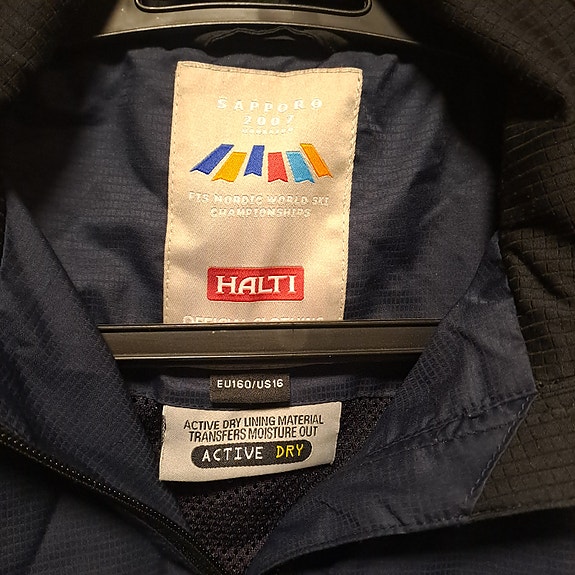 SAPPORO
2007
FIS NORDIC WORLD SKI
CHAMPIONSHIPS
HALTI
EU160/US16
ACTIVE DRY LINING MATERIAL
TRANSFERS MOISTURE OUT
ACTIVE DRY